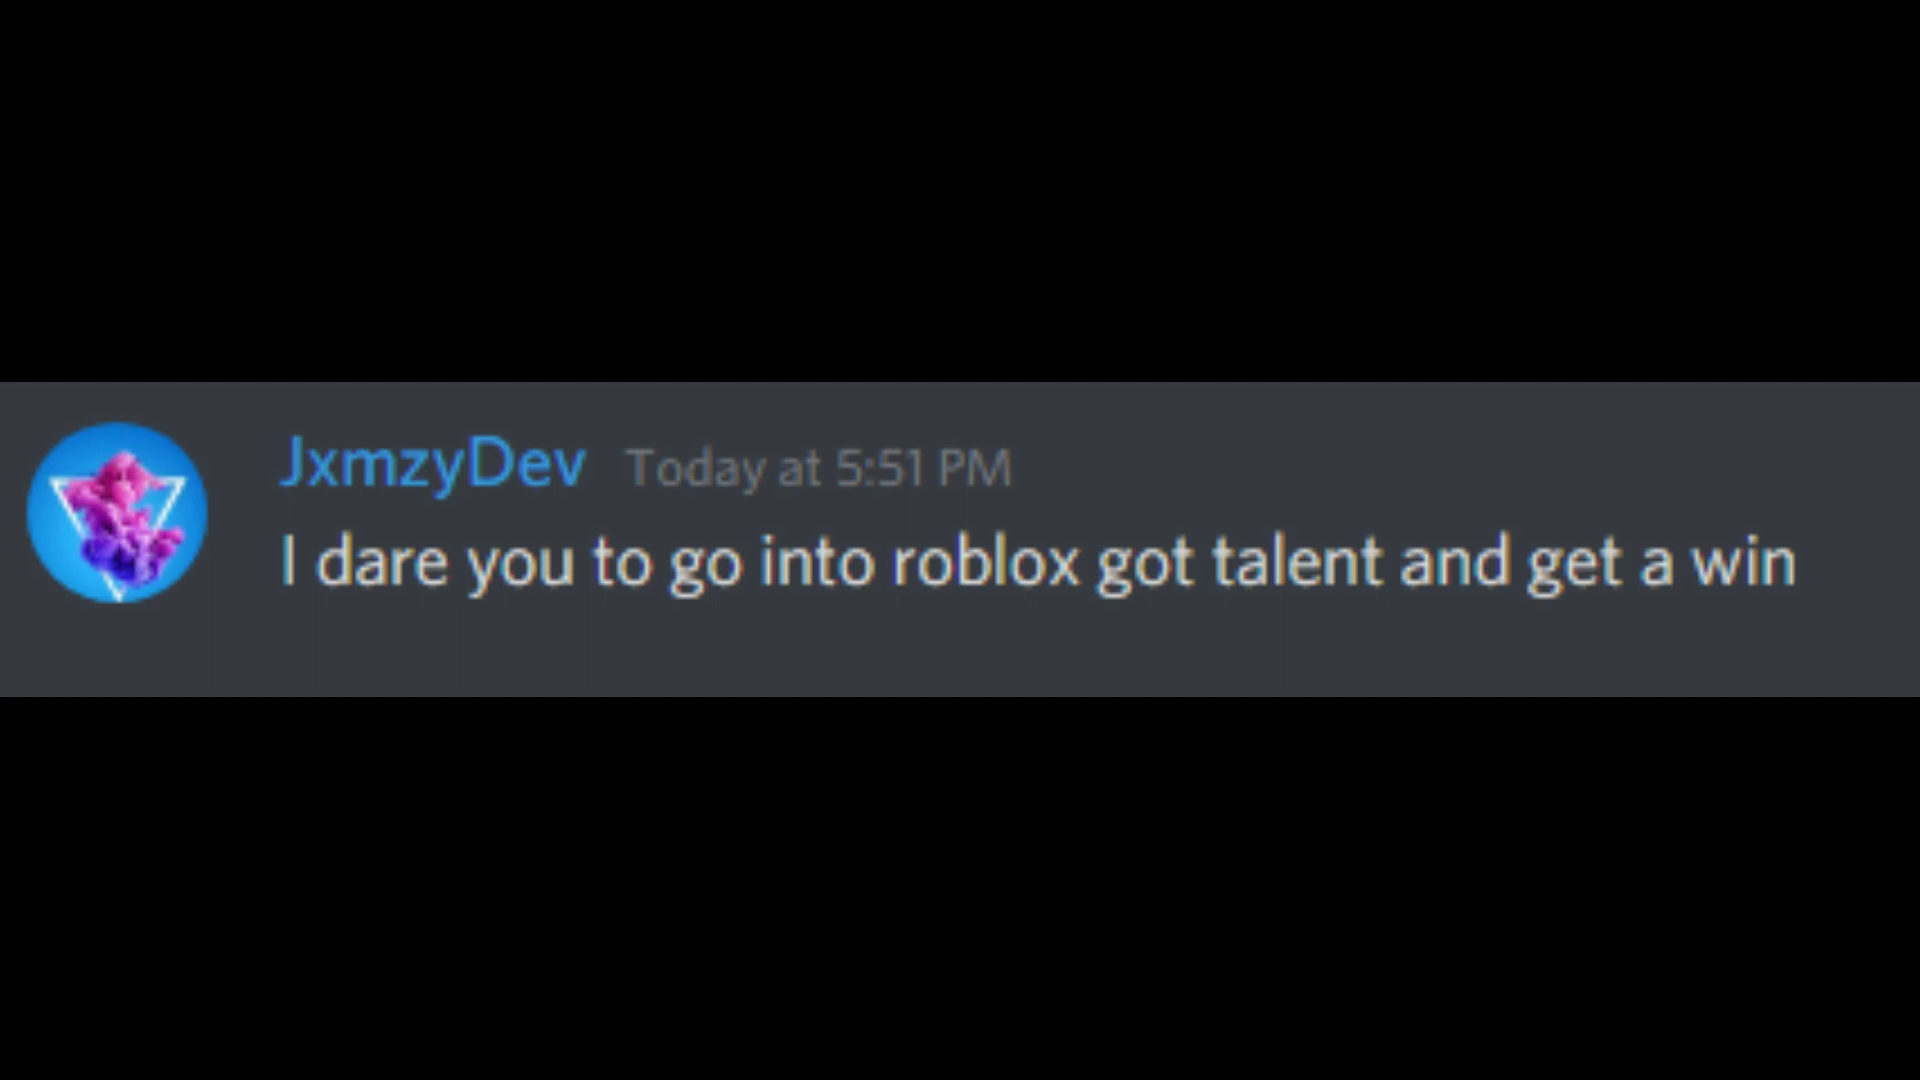 JxmzyDev Today at 5:51 PM
I dare you to go into roblox got talent and get a win